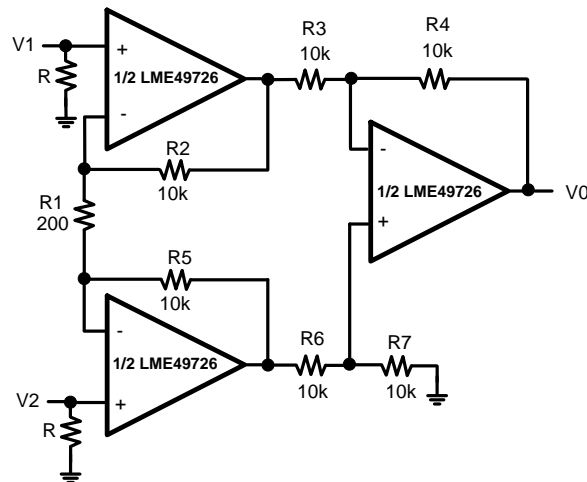 R3
10k
R4
10k
V1
+
1/2 LME49726
R
-
R2
10k
-
1/2 LME49726
V0
+
R1
200
R5
10k
-
1/2 LME49726
R6
10k
R7
10k
V2
+
R